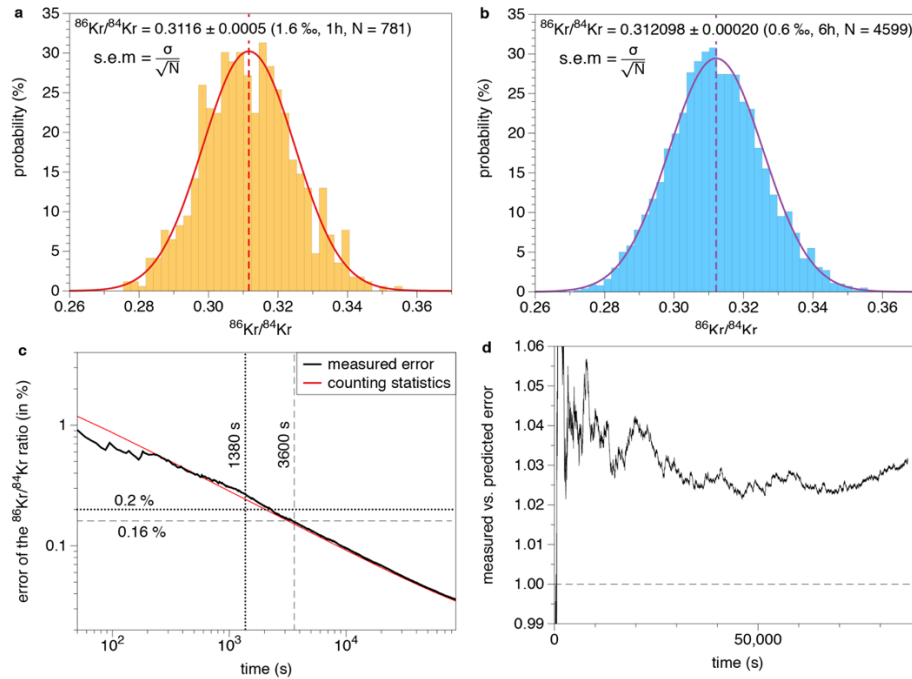 a
⁸⁶Kr/⁸⁴Kr = 0.3116 ± 0.0005 (1.6 ‰, 1h, N = 781)
s.e.m = σ/√N
probability (%)
35
30
25
20
15
10
5
0
0.26 0.28 0.30 0.32 0.34 0.36
⁸⁶Kr/⁸⁴Kr
b
⁸⁶Kr/⁸⁴Kr = 0.312098 ± 0.00020 (0.6 ‰, 6h, N = 4599)
s.e.m = σ/√N
probability (%)
35
30
25
20
15
10
5
0
0.26 0.28 0.30 0.32 0.34 0.36
⁸⁶Kr/⁸⁴Kr
c
measured error
counting statistics
error of the ⁸⁶Kr/⁸⁴Kr ratio (in %)
1
0.1
1380 s
3600 s
0.2 %
0.16 %
10² 10³ 10⁴
time (s)
d
measured vs. predicted error
1.06
1.05
1.04
1.03
1.02
1.01
1.00
0.99
0 50,000
time (s)